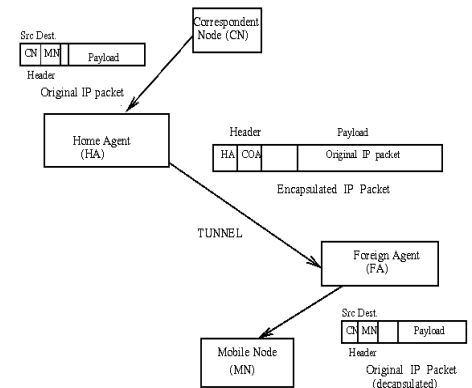 Correspondent
Node (CN)
Src Dest.
CN MN Payload
Header
Original IP packet
Home Agent
(HA)
Header Payload
HA COA Original IP packet
Encapsulated IP Packet
TUNNEL
Foreign Agent
(FA)
Src Dest.
CN MN Payload
Header
Mobile Node
(MN)
Original IP Packet
(decapsulated)